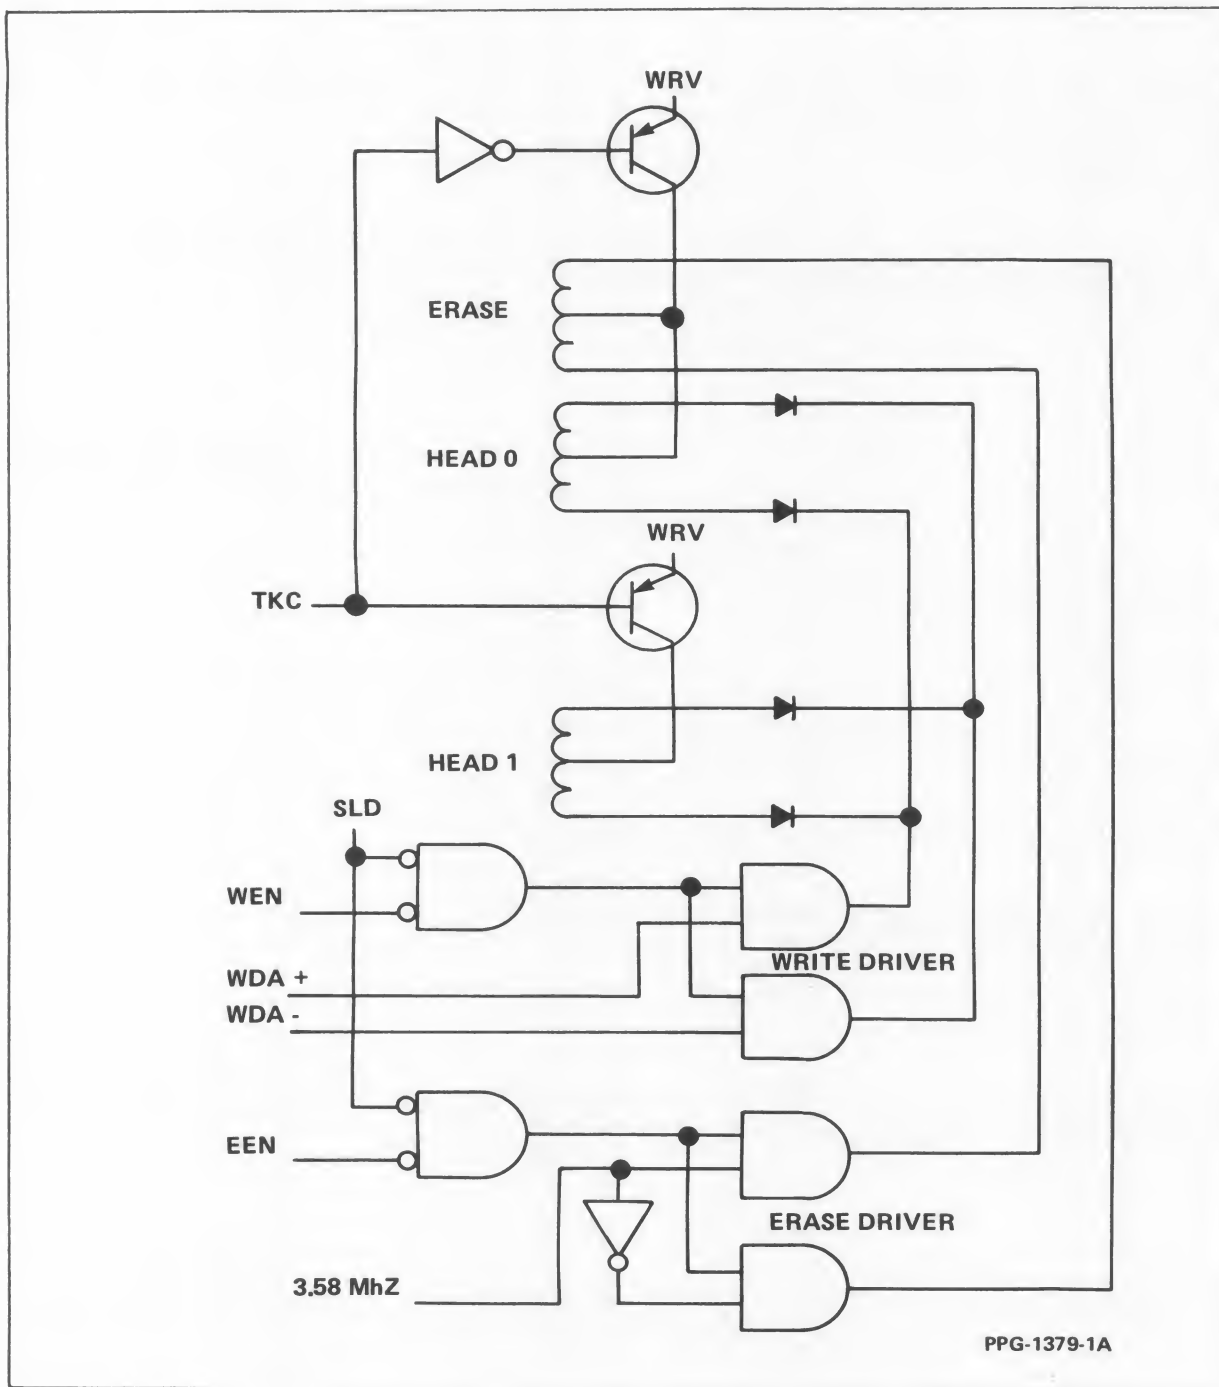 WRV
ERASE
HEAD 0
WRV
TKC
HEAD 1
SLD
WEN
WRITE DRIVER
WDA +
WDA -
EEN
ERASE DRIVER
3.58 MhZ
PPG-1379-1A